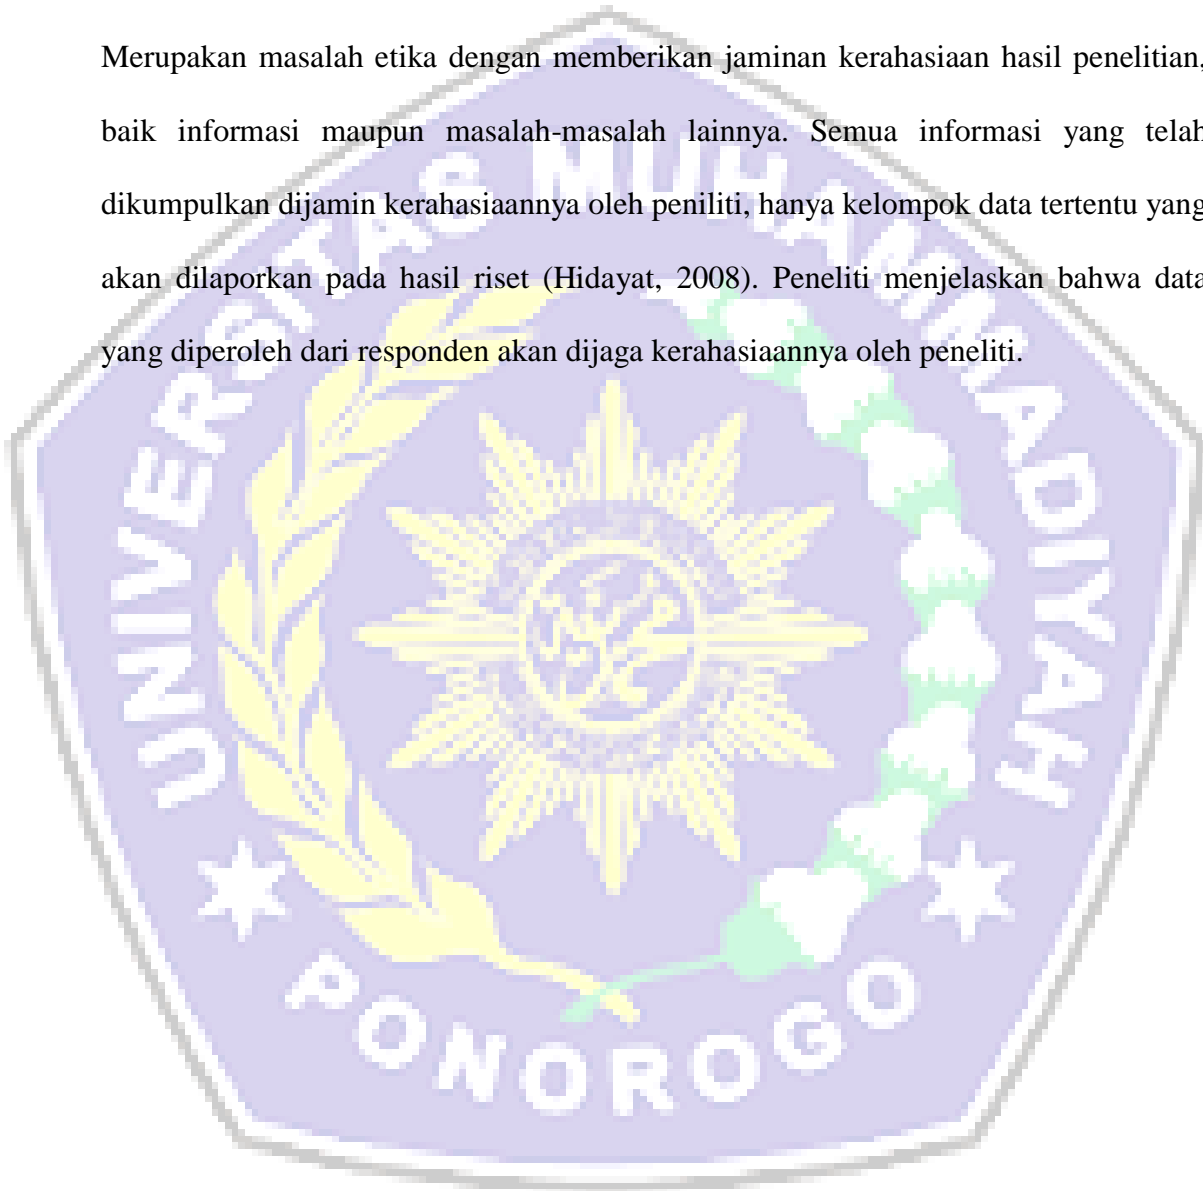 Merupakan masalah etika dengan memberikan jaminan kerahasiaan hasil penelitian,
baik informasi maupun masalah-masalah lainnya. Semua informasi yang telah
dikumpulkan dijamin kerahasiaannya oleh peniliti, hanya kelompok data tertentu yang
akan dilaporkan pada hasil riset (Hidayat, 2008). Peneliti menjelaskan bahwa data
yang diperoleh dari responden akan dijaga kerahasiaannya oleh peneliti.
UNIVERSITAS MUHAMMADIYAH
PONOROGO